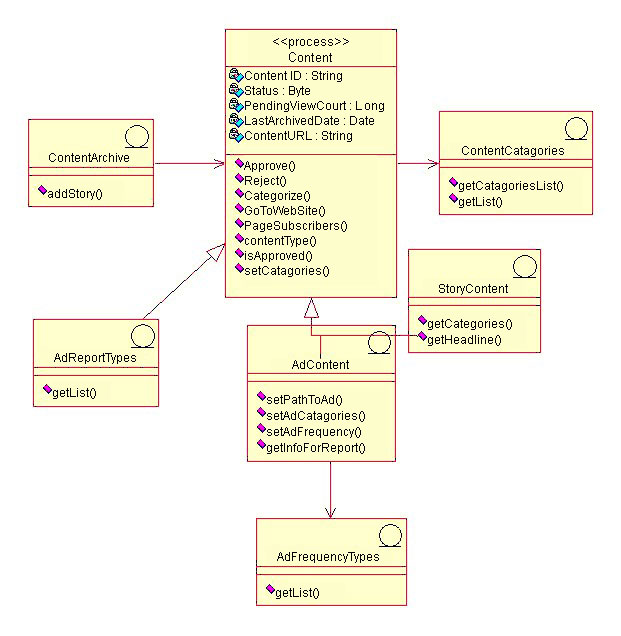 <<process>>
Content
Content ID : String
Status : Byte
PendingViewCourt : Long
LastArchivedDate : Date
ContentURL : String
Approve()
Reject()
Categorize()
GoToWebSite()
PageSubscribers()
contentType()
isApproved()
setCatagories()
ContentArchive
addStory()
ContentCatagories
getCatagoriesList()
getList()
StoryContent
getCategories()
getHeadline()
AdReportTypes
getList()
AdContent
setPathToAd()
setAdCatagories()
setAdFrequency()
getInfoForReport()
AdFrequencyTypes
getList()